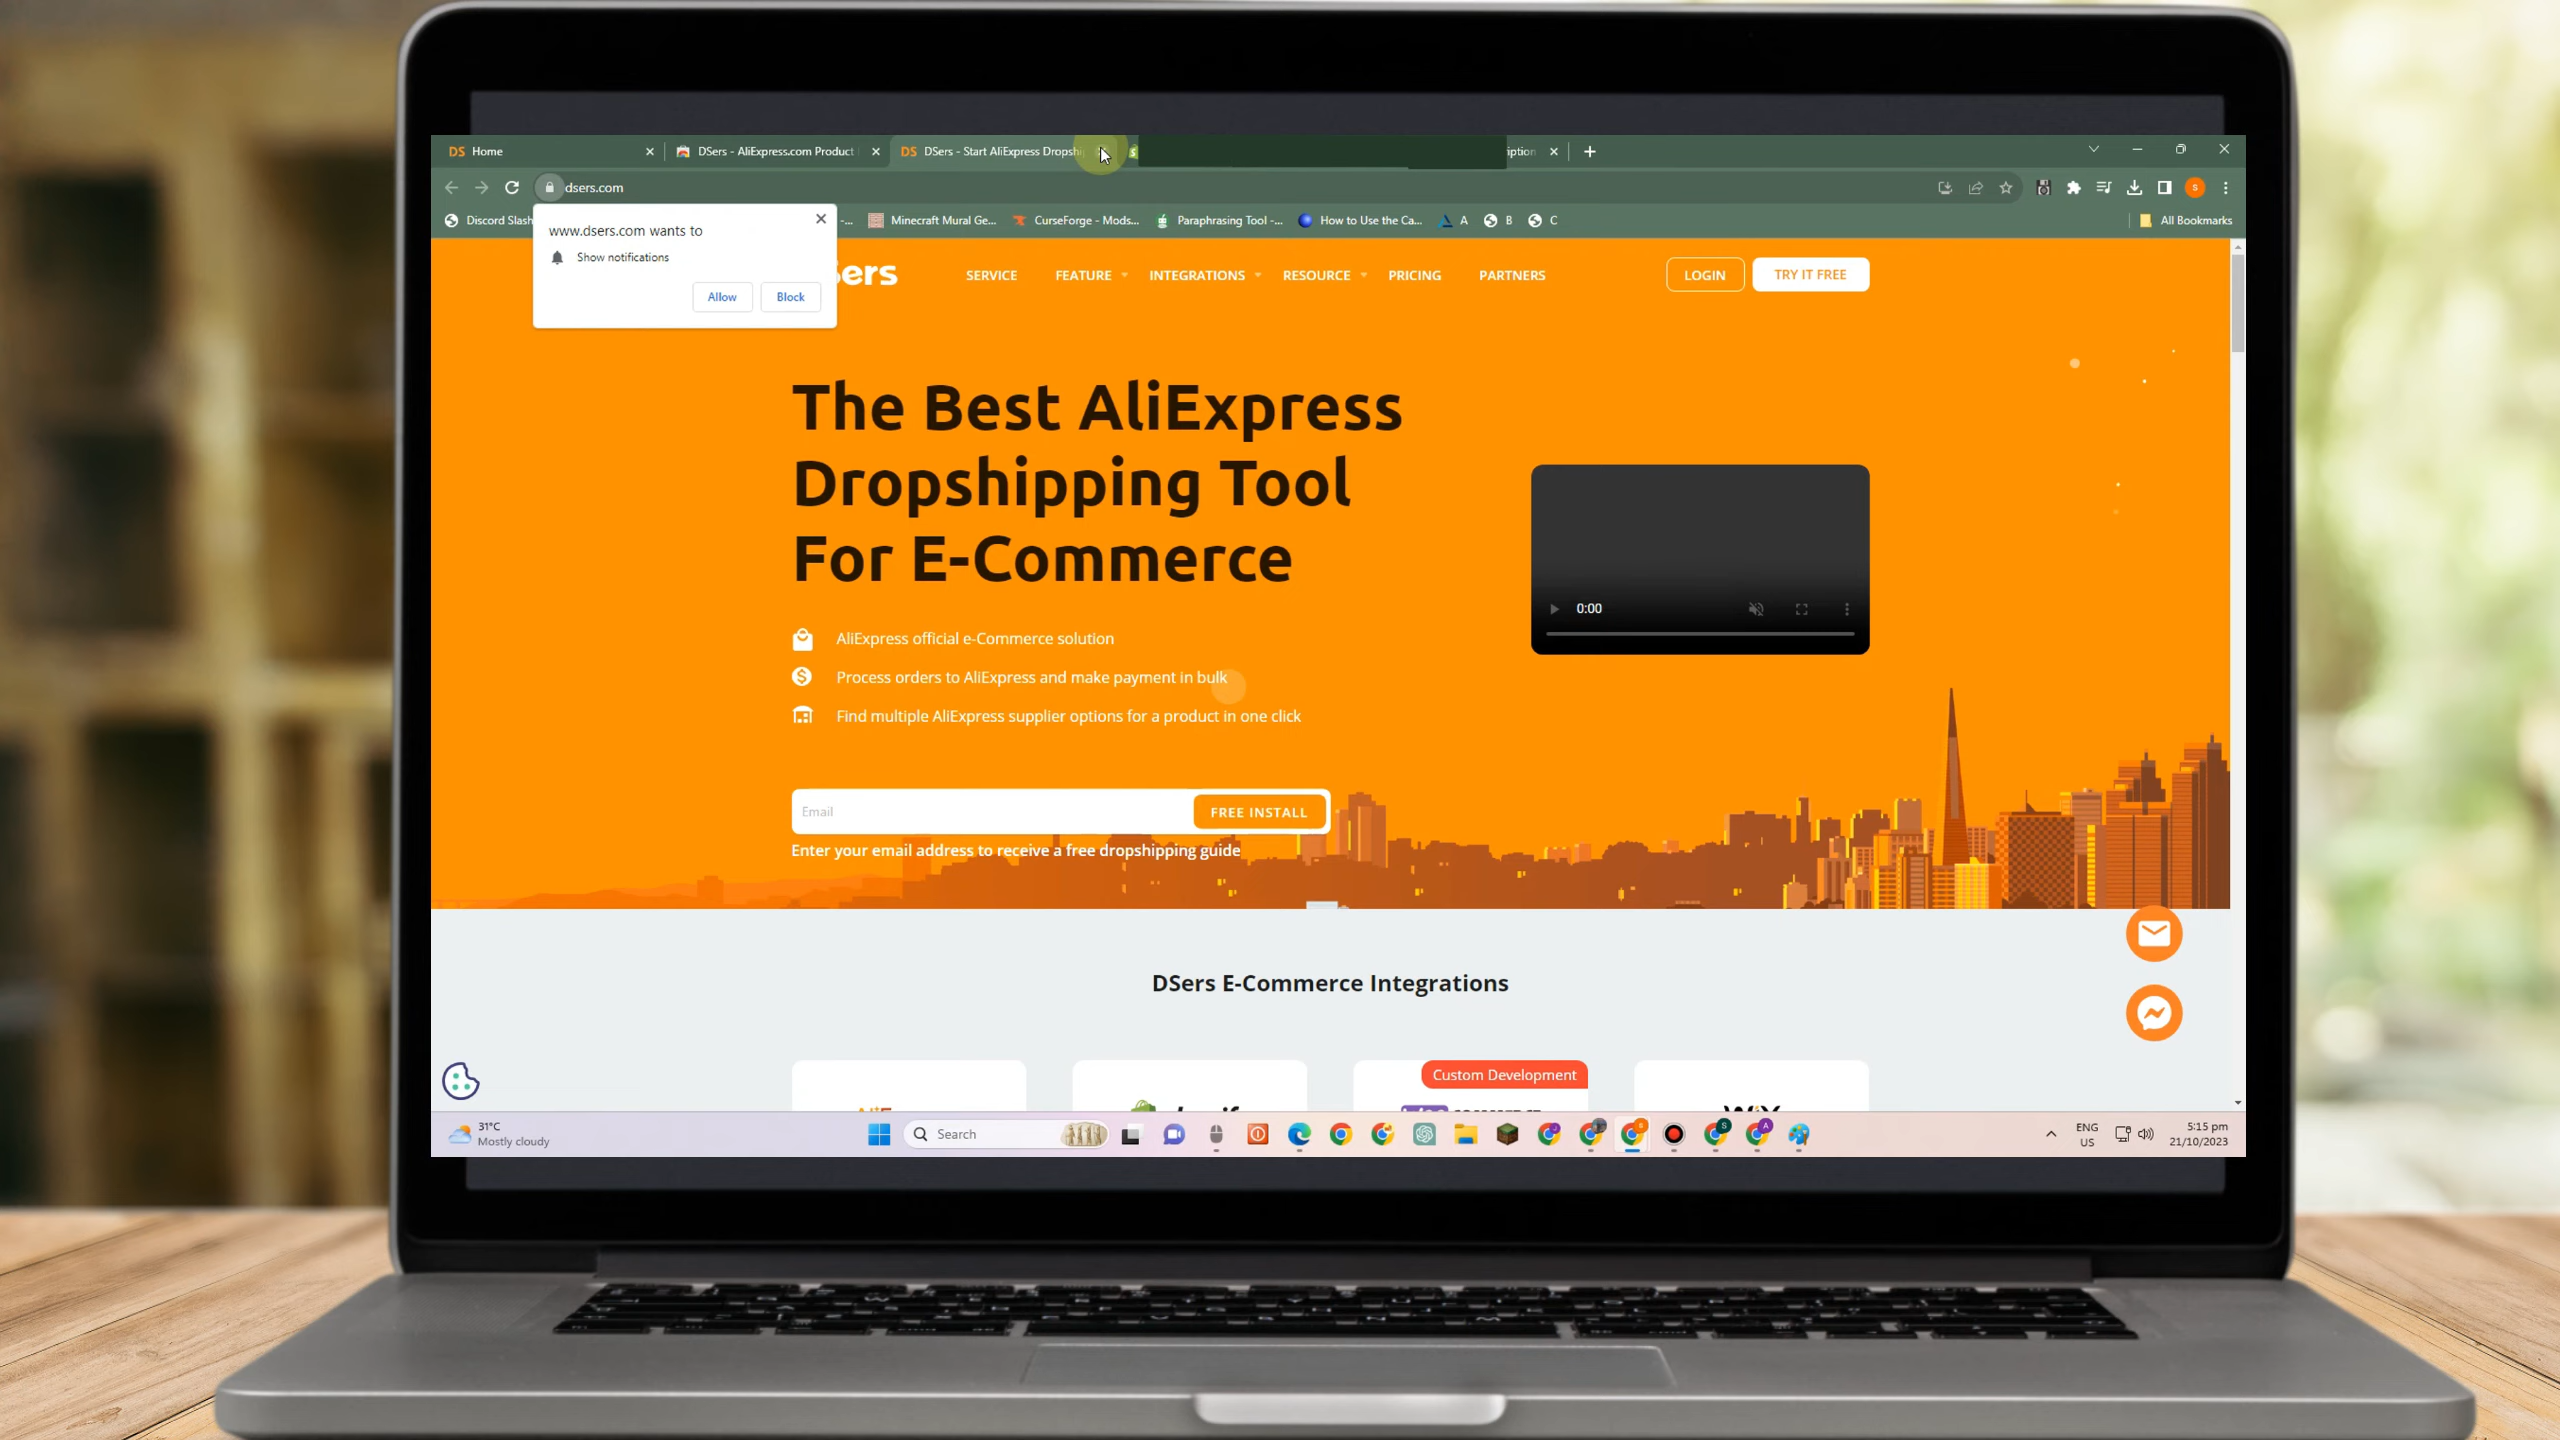 DS Home
DSers - AliExpress.com Product
DS DSers - Start AliExpress Dropshi
iption
dsers.com
Discord Slash
Minecraft Mural Ge...
CurseForge - Mods...
Paraphrasing Tool -...
How to Use the Ca...
A
B
C
All Bookmarks
www.dsers.com wants to
Show notifications
Allow
Block
sers
SERVICE
FEATURE
INTEGRATIONS
RESOURCE
PRICING
PARTNERS
LOGIN
TRY IT FREE
The Best AliExpress
Dropshipping Tool
For E-Commerce
0:00
AliExpress official e-Commerce solution
Process orders to AliExpress and make payment in bulk
Find multiple AliExpress supplier options for a product in one click
Email
FREE INSTALL
Enter your email address to receive a free dropshipping guide
DSers E-Commerce Integrations
Custom Development
31°C
Mostly cloudy
Search
ENG
US
5:15 pm
21/10/2023